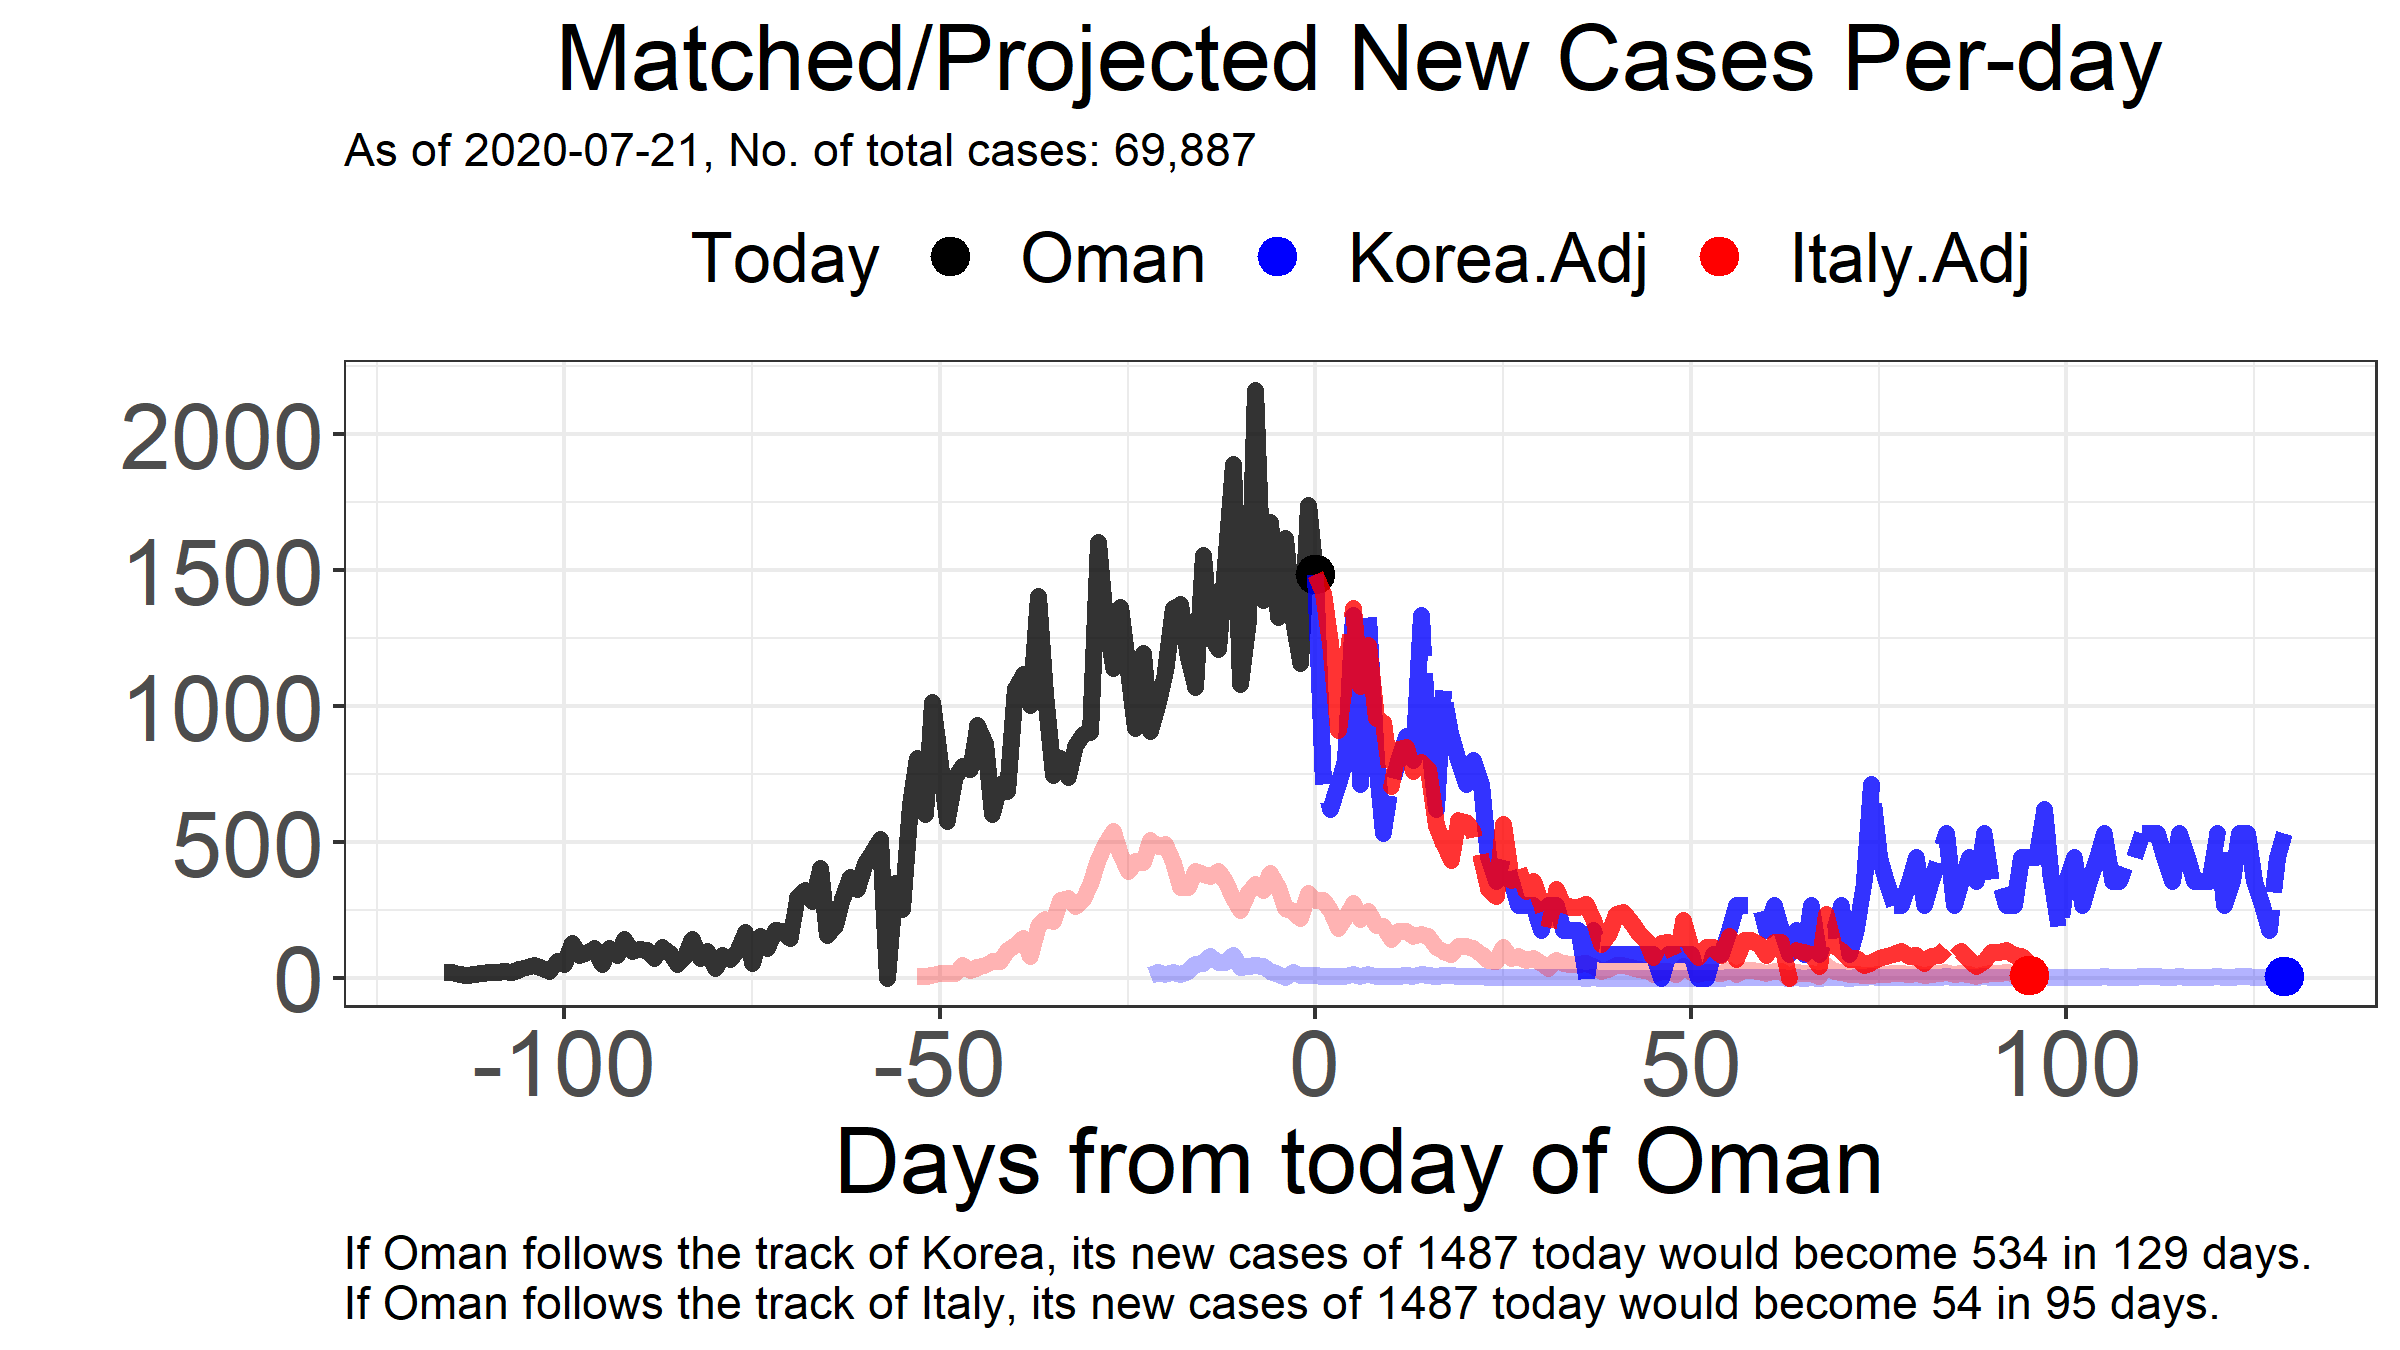 Matched/Projected New Cases Per-day
As of 2020-07-21, No. of total cases: 69,887
Today Oman Korea.Adj Italy.Adj
2000
1500
1000
500
0
-100 -50 0 50 100
Days from today of Oman
If Oman follows the track of Korea, its new cases of 1487 today would become 534 in 129 days.
If Oman follows the track of Italy, its new cases of 1487 today would become 54 in 95 days.